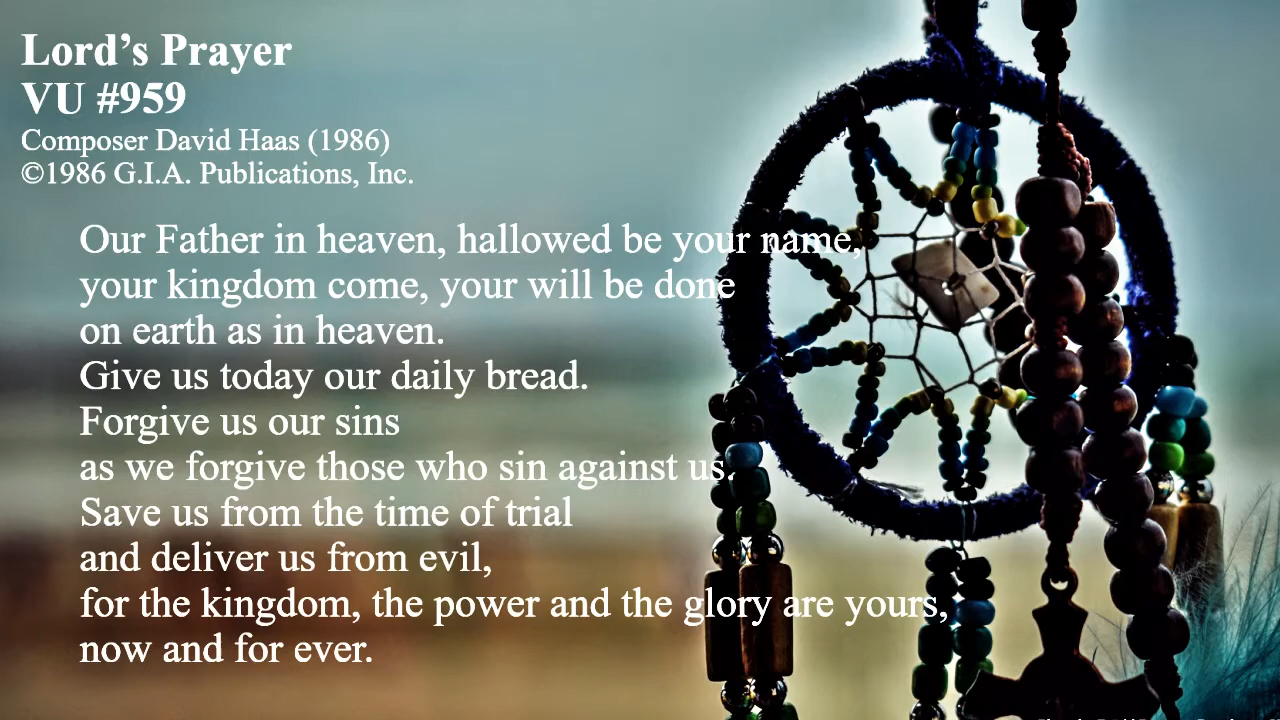 Lord’s Prayer
VU #959
Composer David Haas (1986)
©1986 G.I.A. Publications, Inc.
Our Father in heaven, hallowed be your name,
your kingdom come, your will be done
on earth as in heaven.
Give us today our daily bread.
Forgive us our sins
as we forgive those who sin against us.
Save us from the time of trial
and deliver us from evil,
for the kingdom, the power and the glory are yours,
now and for ever.